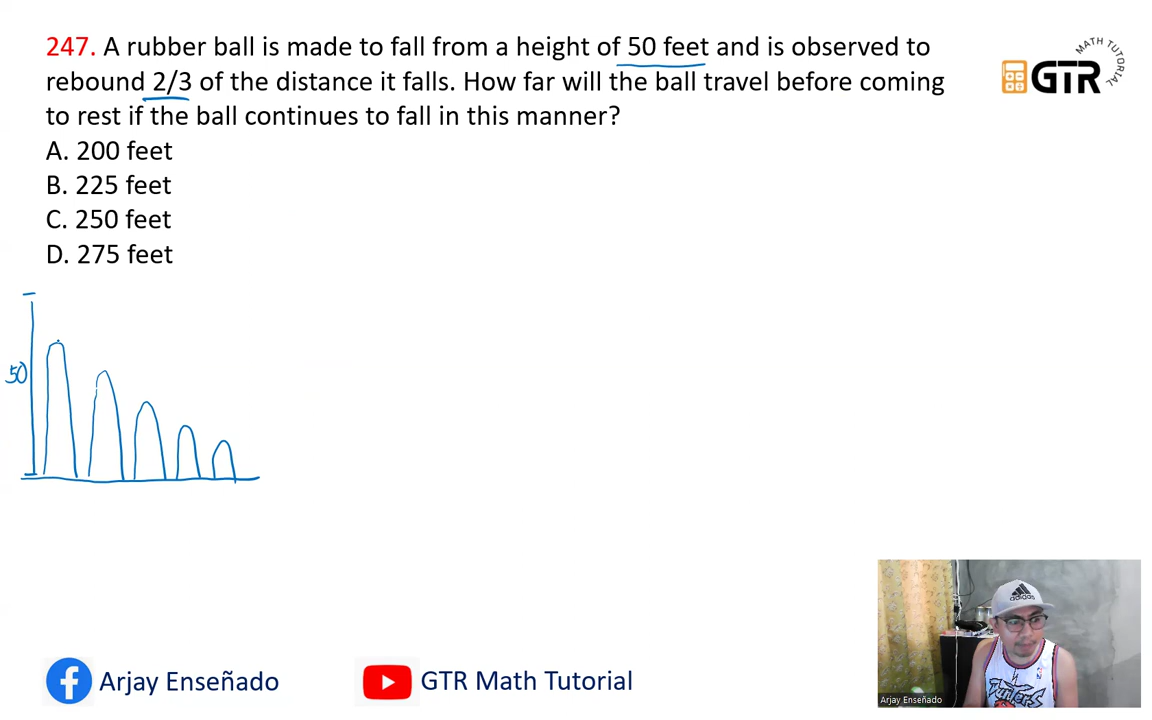 247. A rubber ball is made to fall from a height of 50 feet and is observed to
rebound 2/3 of the distance it falls. How far will the ball travel before coming
to rest if the ball continues to fall in this manner?
A. 200 feet
B. 225 feet
C. 250 feet
D. 275 feet
GTR
MATH TUTORIAL
50
adidas
Arjay Enseñado
Arjay Enseñado
GTR Math Tutorial